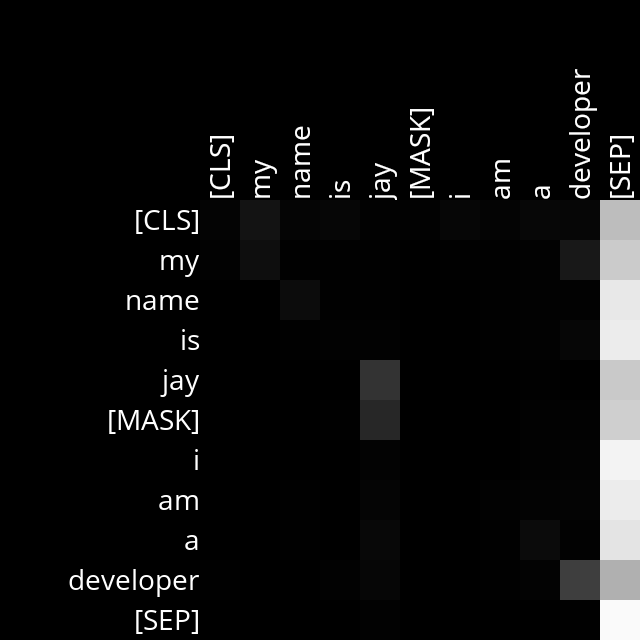 [CLS]
my
name
is
jay
[MASK]
i
am
a
developer
[SEP]
[CLS]
my
name
is
jay
[MASK]
i
am
a
developer
[SEP]